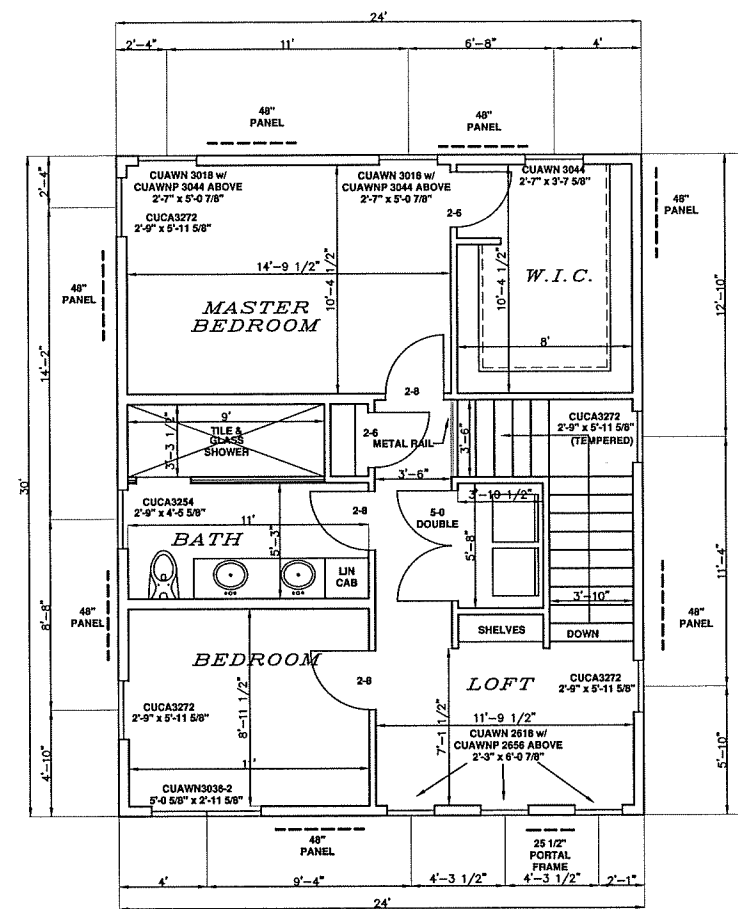 24'
2'-4"
11'
6'-8"
4'
48"
PANEL
48"
PANEL
CUAWN 3018 w/
CUAWNP 3044 ABOVE
2'-7" x 5'-0 7/8"
CUAWN 3018 w/
CUAWNP 3044 ABOVE
2'-7" x 5'-0 7/8"
CUAWN 3044
2'-7" x 3'-7 5/8"
2'-4"
CUCA3272
2'-9" x 5'-11 5/8"
2-6
48"
PANEL
14'-9 1/2"
10'-4 1/2"
10'-4 1/2"
W.I.C.
48"
PANEL
MASTER
BEDROOM
8'
12'-10"
14'-2"
2-8
9'
TILE &
GLASS
SHOWER
3'-3 1/2"
2-6
METAL RAIL
3'-6"
CUCA3272
2'-9" x 5'-11 5/8"
(TEMPERED)
3'-6"
30'
CUCA3254
2'-9" x 4'-5 5/8"
11'
BATH
5'-3"
2-8
5-0
DOUBLE
3'-10 1/2"
5'-8"
LIN
CAB
3'-10"
11'-4"
48"
PANEL
8'-8"
48"
PANEL
SHELVES
DOWN
BEDROOM
2-8
LOFT
CUCA3272
2'-9" x 5'-11 5/8"
CUCA3272
2'-9" x 5'-11 5/8"
8'-11 1/2"
11'
7'-1 1/2"
11'-9 1/2"
CUAWN 2618 w/
CUAWNP 2656 ABOVE
2'-3" x 6'-0 7/8"
5'-10"
4'-10"
CUAWN3036-2
5'-0 5/8" x 2'-11 5/8"
48"
PANEL
25 1/2"
PORTAL
FRAME
4'
9'-4"
4'-3 1/2"
4'-3 1/2"
2'-1"
24'